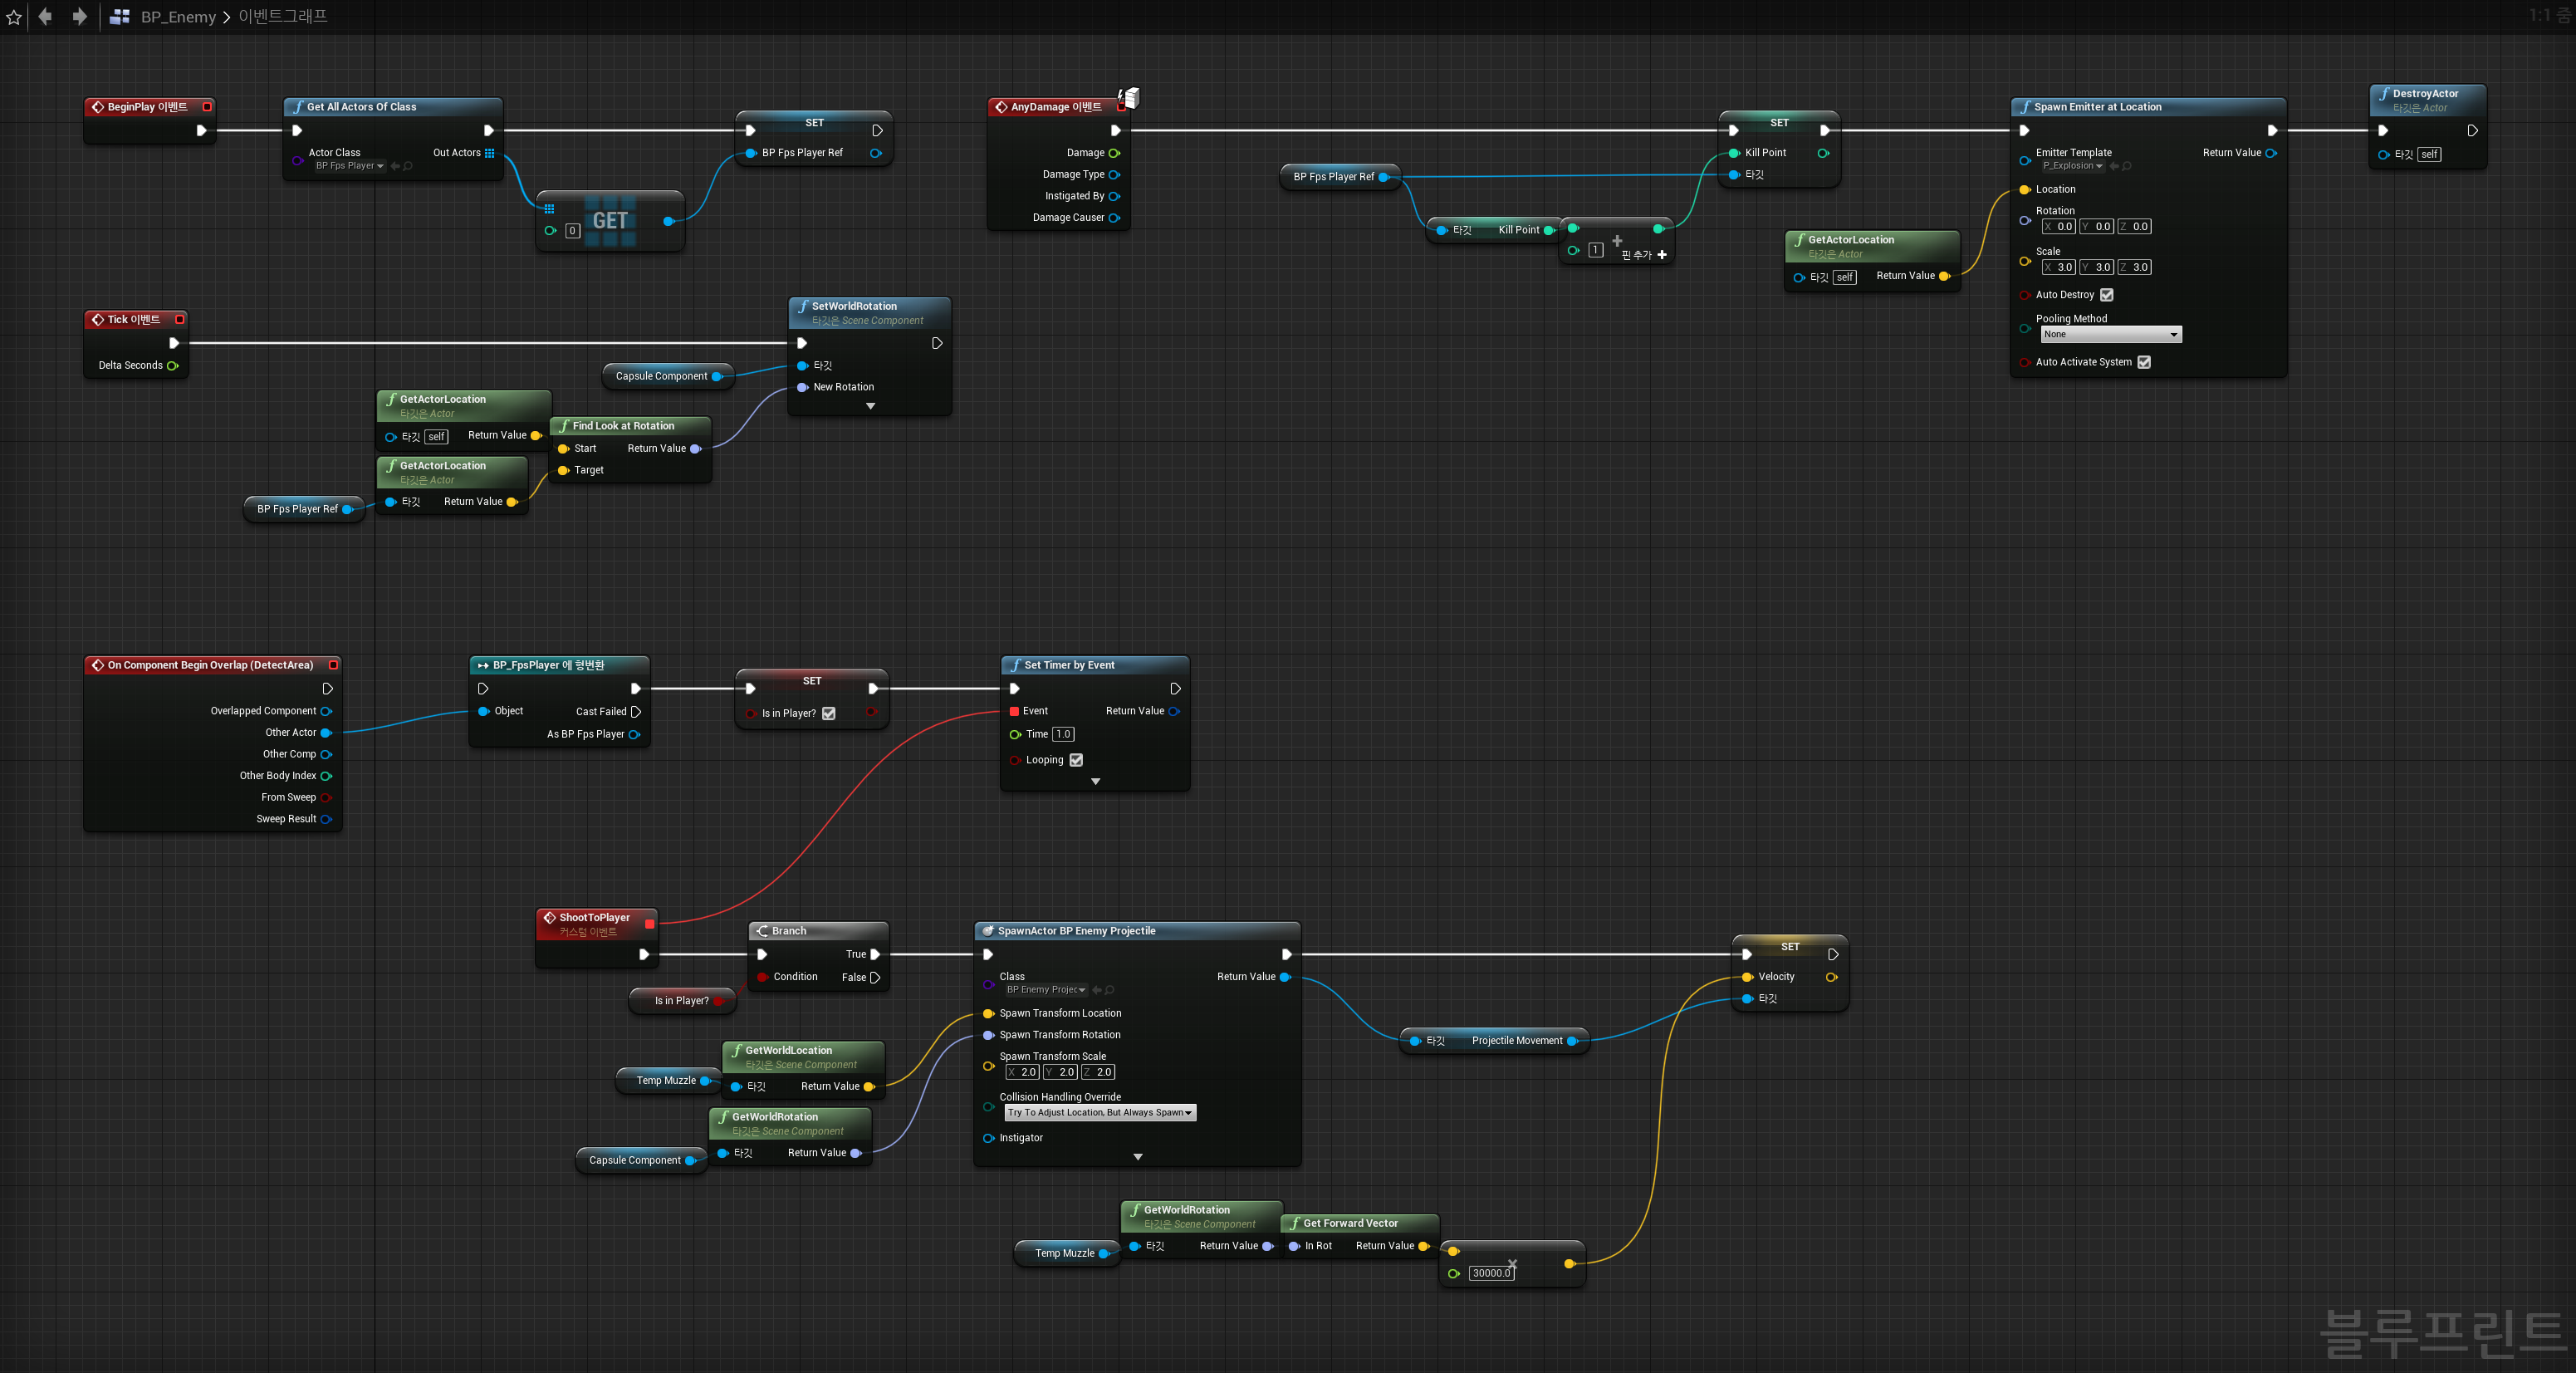 BP_Enemy > 이벤트그래프
1:1 줌
BeginPlay 이벤트
Get All Actors Of Class
Actor Class
BP Fps Player
Out Actors
0
GET
SET
BP Fps Player Ref
AnyDamage 이벤트
Damage
Damage Type
Instigated By
Damage Causer
BP Fps Player Ref
타깃 Kill Point
1
핀 추가
SET
Kill Point
타깃
GetActorLocation
타깃은 Actor
타깃 self Return Value
Spawn Emitter at Location
Emitter Template
P_Explosion
Return Value
Location
Rotation
X 0.0 Y 0.0 Z 0.0
Scale
X 3.0 Y 3.0 Z 3.0
Auto Destroy
Pooling Method
None
Auto Activate System
DestroyActor
타깃은 Actor
타깃 self
Tick 이벤트
Delta Seconds
GetActorLocation
타깃은 Actor
타깃 self Return Value
GetActorLocation
타깃은 Actor
타깃 Return Value
BP Fps Player Ref
Find Look at Rotation
Start Return Value
Target
Capsule Component
SetWorldRotation
타깃은 Scene Component
타깃
New Rotation
On Component Begin Overlap (DetectArea)
Overlapped Component
Other Actor
Other Comp
Other Body Index
From Sweep
Sweep Result
BP_FpsPlayer 에 형변환
Object Cast Failed
As BP Fps Player
SET
Is in Player?
Set Timer by Event
Event Return Value
Time 1.0
Looping
ShootToPlayer
커스텀 이벤트
Branch
True
Condition False
Is in Player?
Temp Muzzle
GetWorldLocation
타깃은 Scene Component
타깃 Return Value
Capsule Component
GetWorldRotation
타깃은 Scene Component
타깃 Return Value
SpawnActor BP Enemy Projectile
Class Return Value
BP Enemy Projec
Spawn Transform Location
Spawn Transform Rotation
Spawn Transform Scale
X 2.0 Y 2.0 Z 2.0
Collision Handling Override
Try To Adjust Location, But Always Spawn
Instigator
타깃 Projectile Movement
SET
Velocity
타깃
Temp Muzzle
GetWorldRotation
타깃은 Scene Component
타깃 Return Value
Get Forward Vector
In Rot Return Value
30000.0
블루프린트